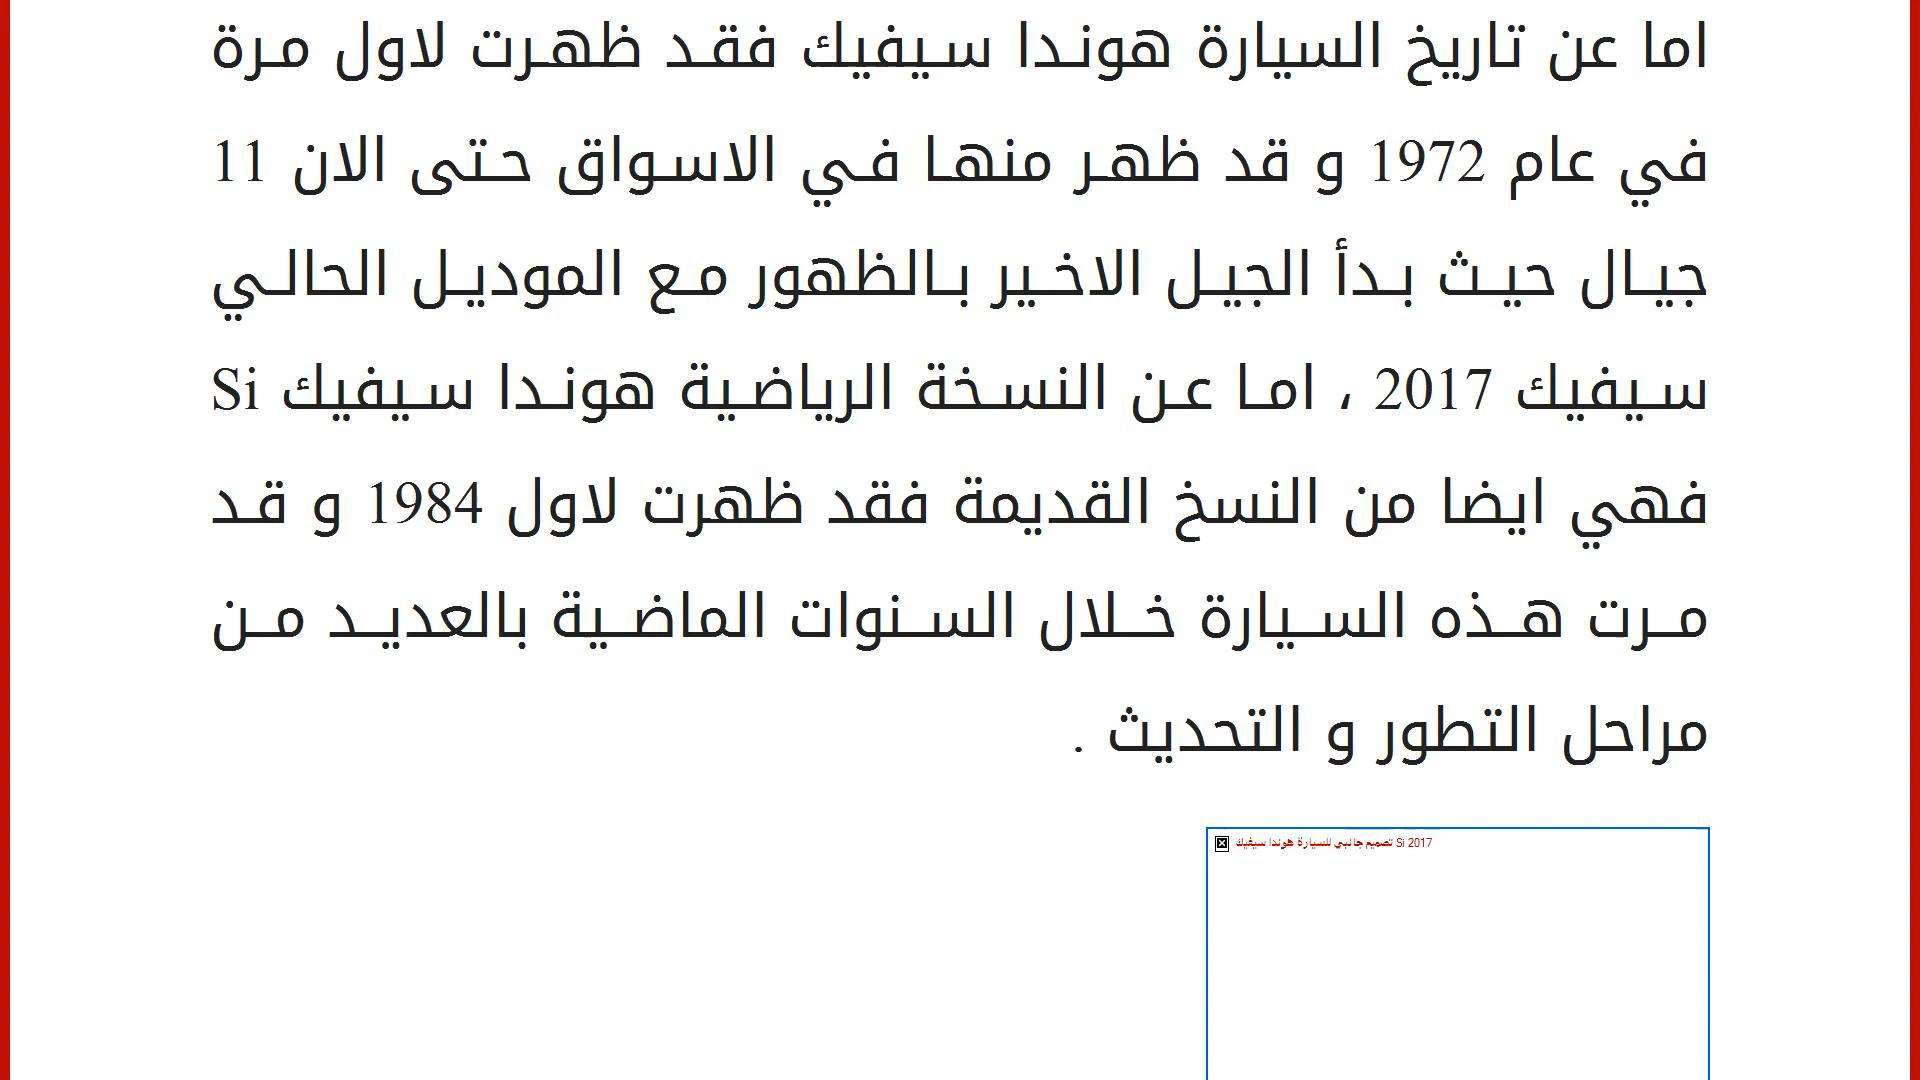 اما عن تاريخ السيارة هوندا سيفيك فقد ظهرت لاول مرة
في عام 1972 و قد ظهر منها في الاسواق حتى الان 11
جيال حيث بدأ الجيل الاخير بالظهور مع الموديل الحالي
سيفيك 2017 ، اما عن النسخة الرياضية هوندا سيفيك Si
فهي ايضا من النسخ القديمة فقد ظهرت لاول 1984 و قد
مرت هذه السيارة خلال السنوات الماضية بالعديد من
مراحل التطور و التحديث .
تصميم جانبي للسيارة هوندا سيفيك Si 2017